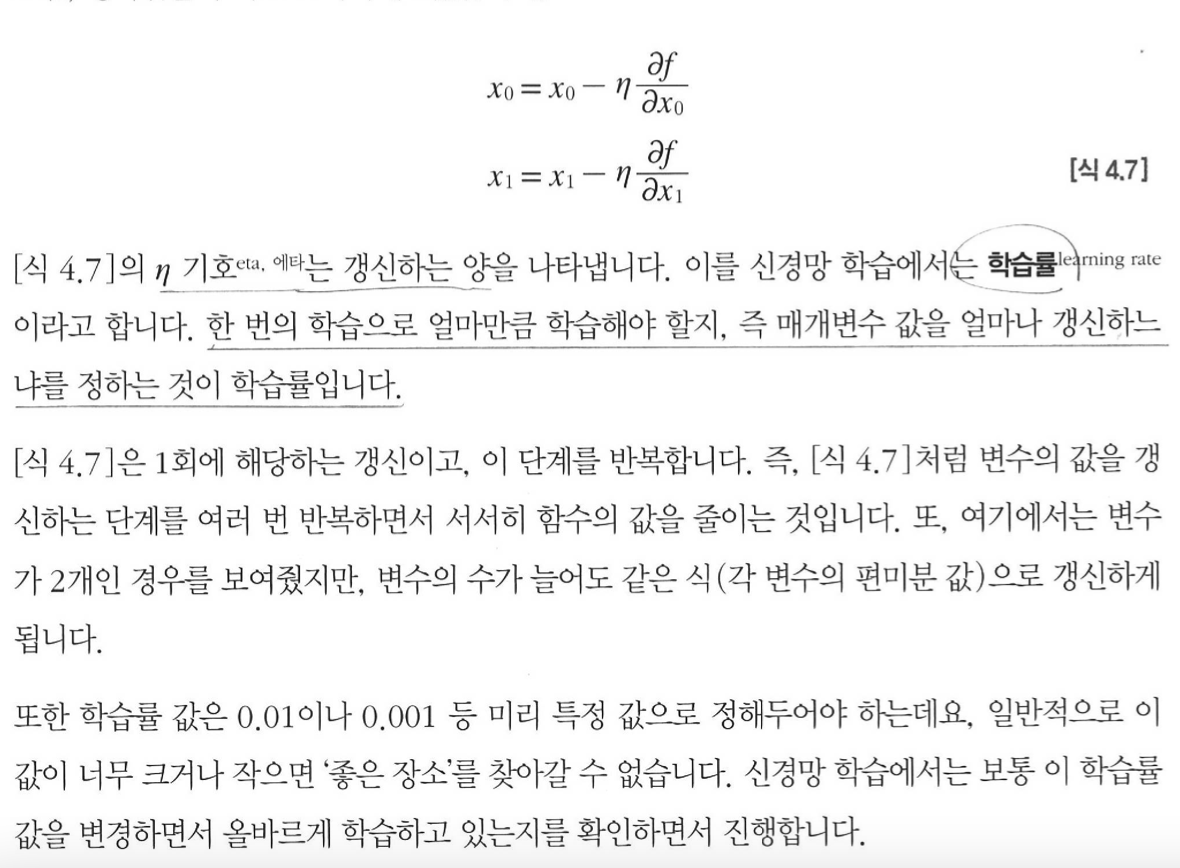 x₀ = x₀ − η ∂f/∂x₀
x₁ = x₁ − η ∂f/∂x₁
[식 4.7]
[식 4.7]의 η 기호eta, 에타는 갱신하는 양을 나타냅니다. 이를 신경망 학습에서는 학습률learning rate
이라고 합니다. 한 번의 학습으로 얼마만큼 학습해야 할지, 즉 매개변수 값을 얼마나 갱신하느
냐를 정하는 것이 학습률입니다.
[식 4.7]은 1회에 해당하는 갱신이고, 이 단계를 반복합니다. 즉, [식 4.7]처럼 변수의 값을 갱
신하는 단계를 여러 번 반복하면서 서서히 함수의 값을 줄이는 것입니다. 또, 여기에서는 변수
가 2개인 경우를 보여줬지만, 변수의 수가 늘어도 같은 식(각 변수의 편미분 값)으로 갱신하게
됩니다.
또한 학습률 값은 0.01이나 0.001 등 미리 특정 값으로 정해두어야 하는데요, 일반적으로 이
값이 너무 크거나 작으면 ‘좋은 장소’를 찾아갈 수 없습니다. 신경망 학습에서는 보통 이 학습률
값을 변경하면서 올바르게 학습하고 있는지를 확인하면서 진행합니다.